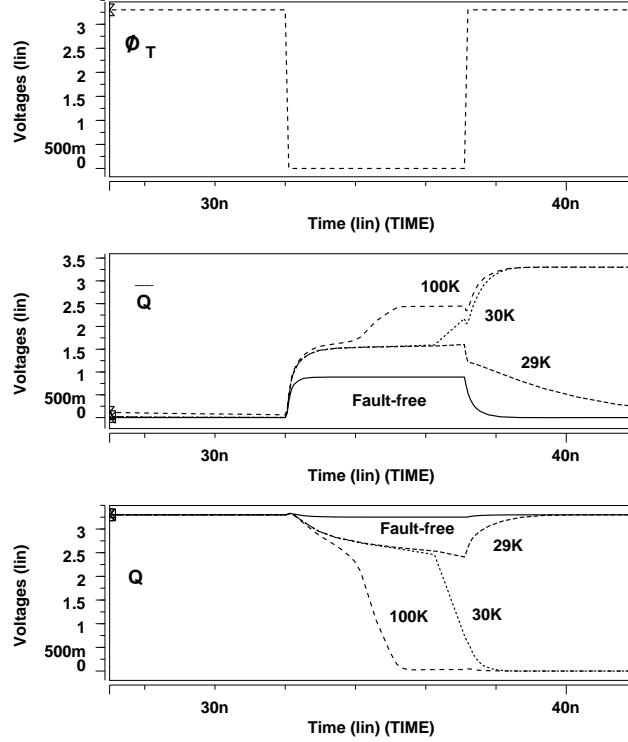 3
2.5
2
1.5
1
500m
0
Voltages (lin)
Ø T
30n
40n
Time (lin) (TIME)
3.5
3
2.5
2
1.5
1
500m
0
Voltages (lin)
Q
100K
30K
29K
Fault-free
30n
40n
Time (lin) (TIME)
3
2.5
2
1.5
1
500m
0
Voltages (lin)
Q
Fault-free
29K
100K
30K
30n
40n
Time (lin) (TIME)